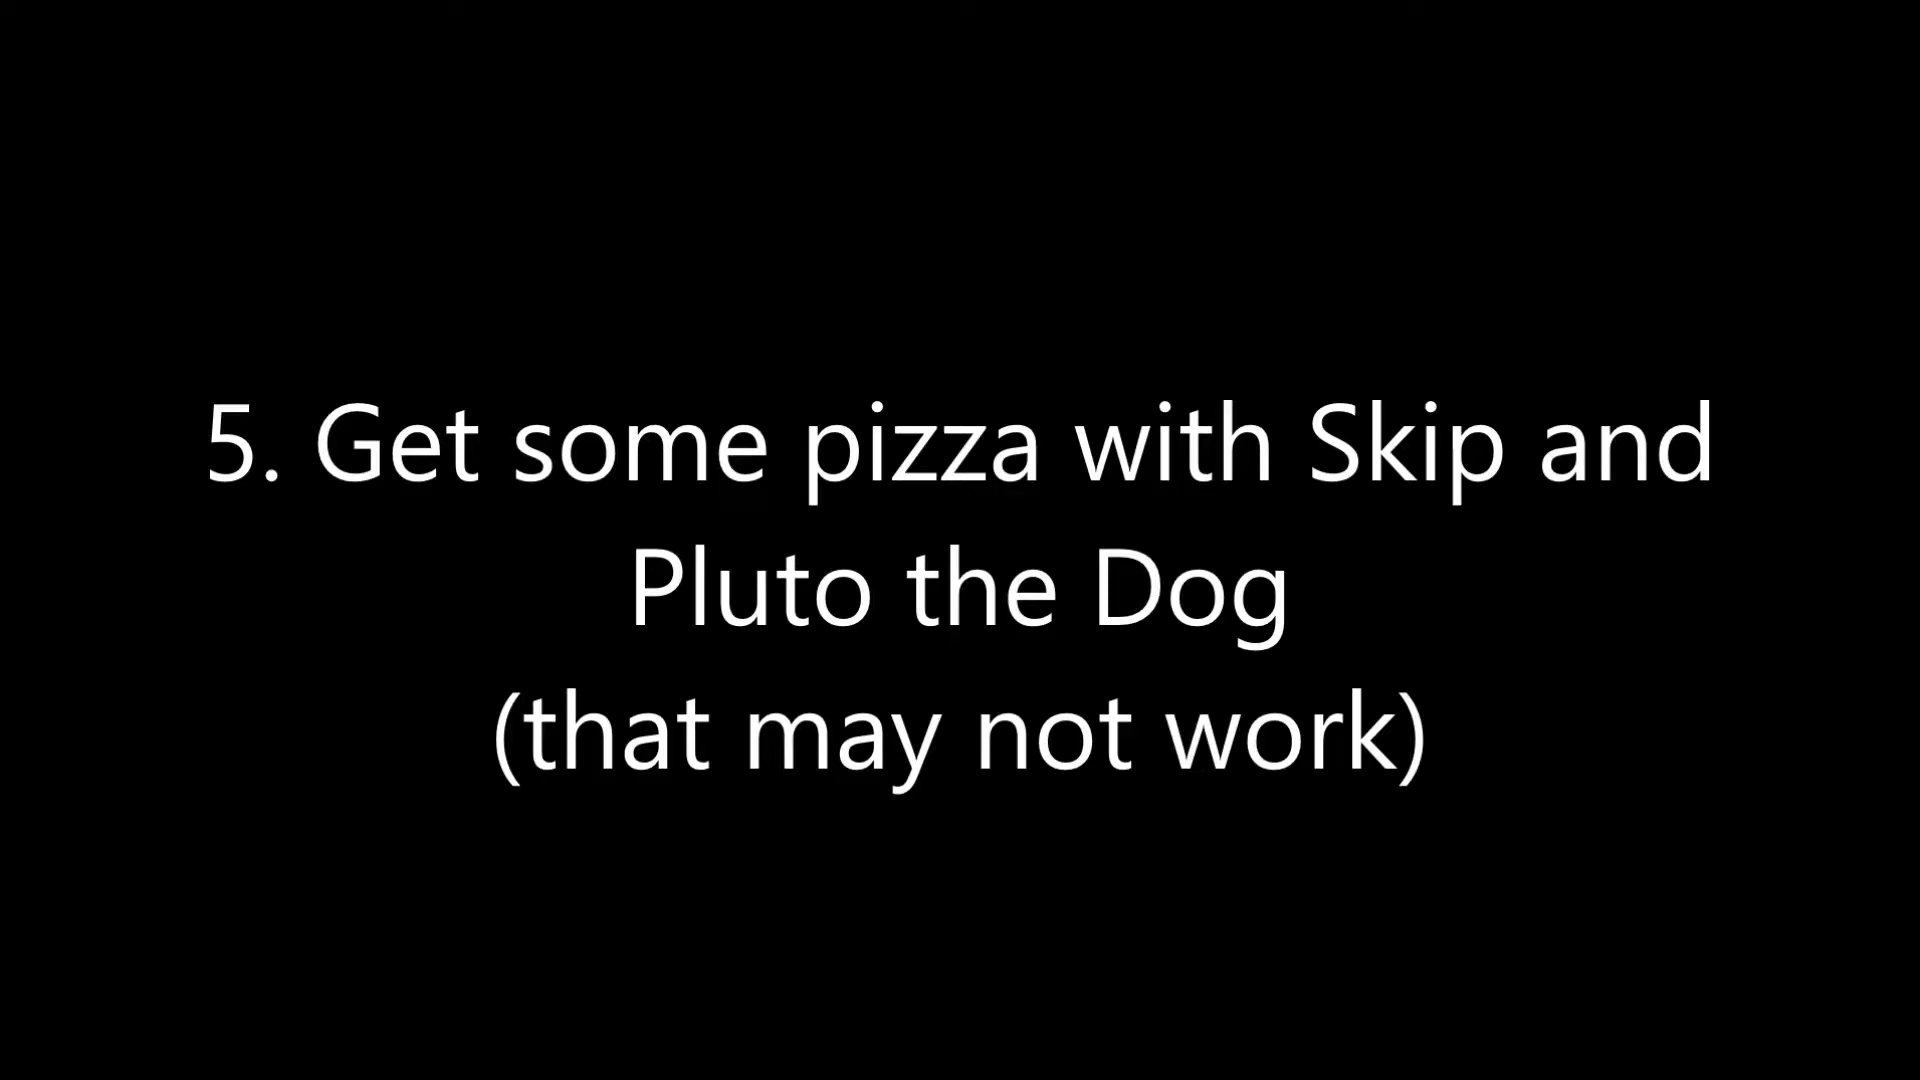 5. Get some pizza with Skip and
Pluto the Dog
(that may not work)